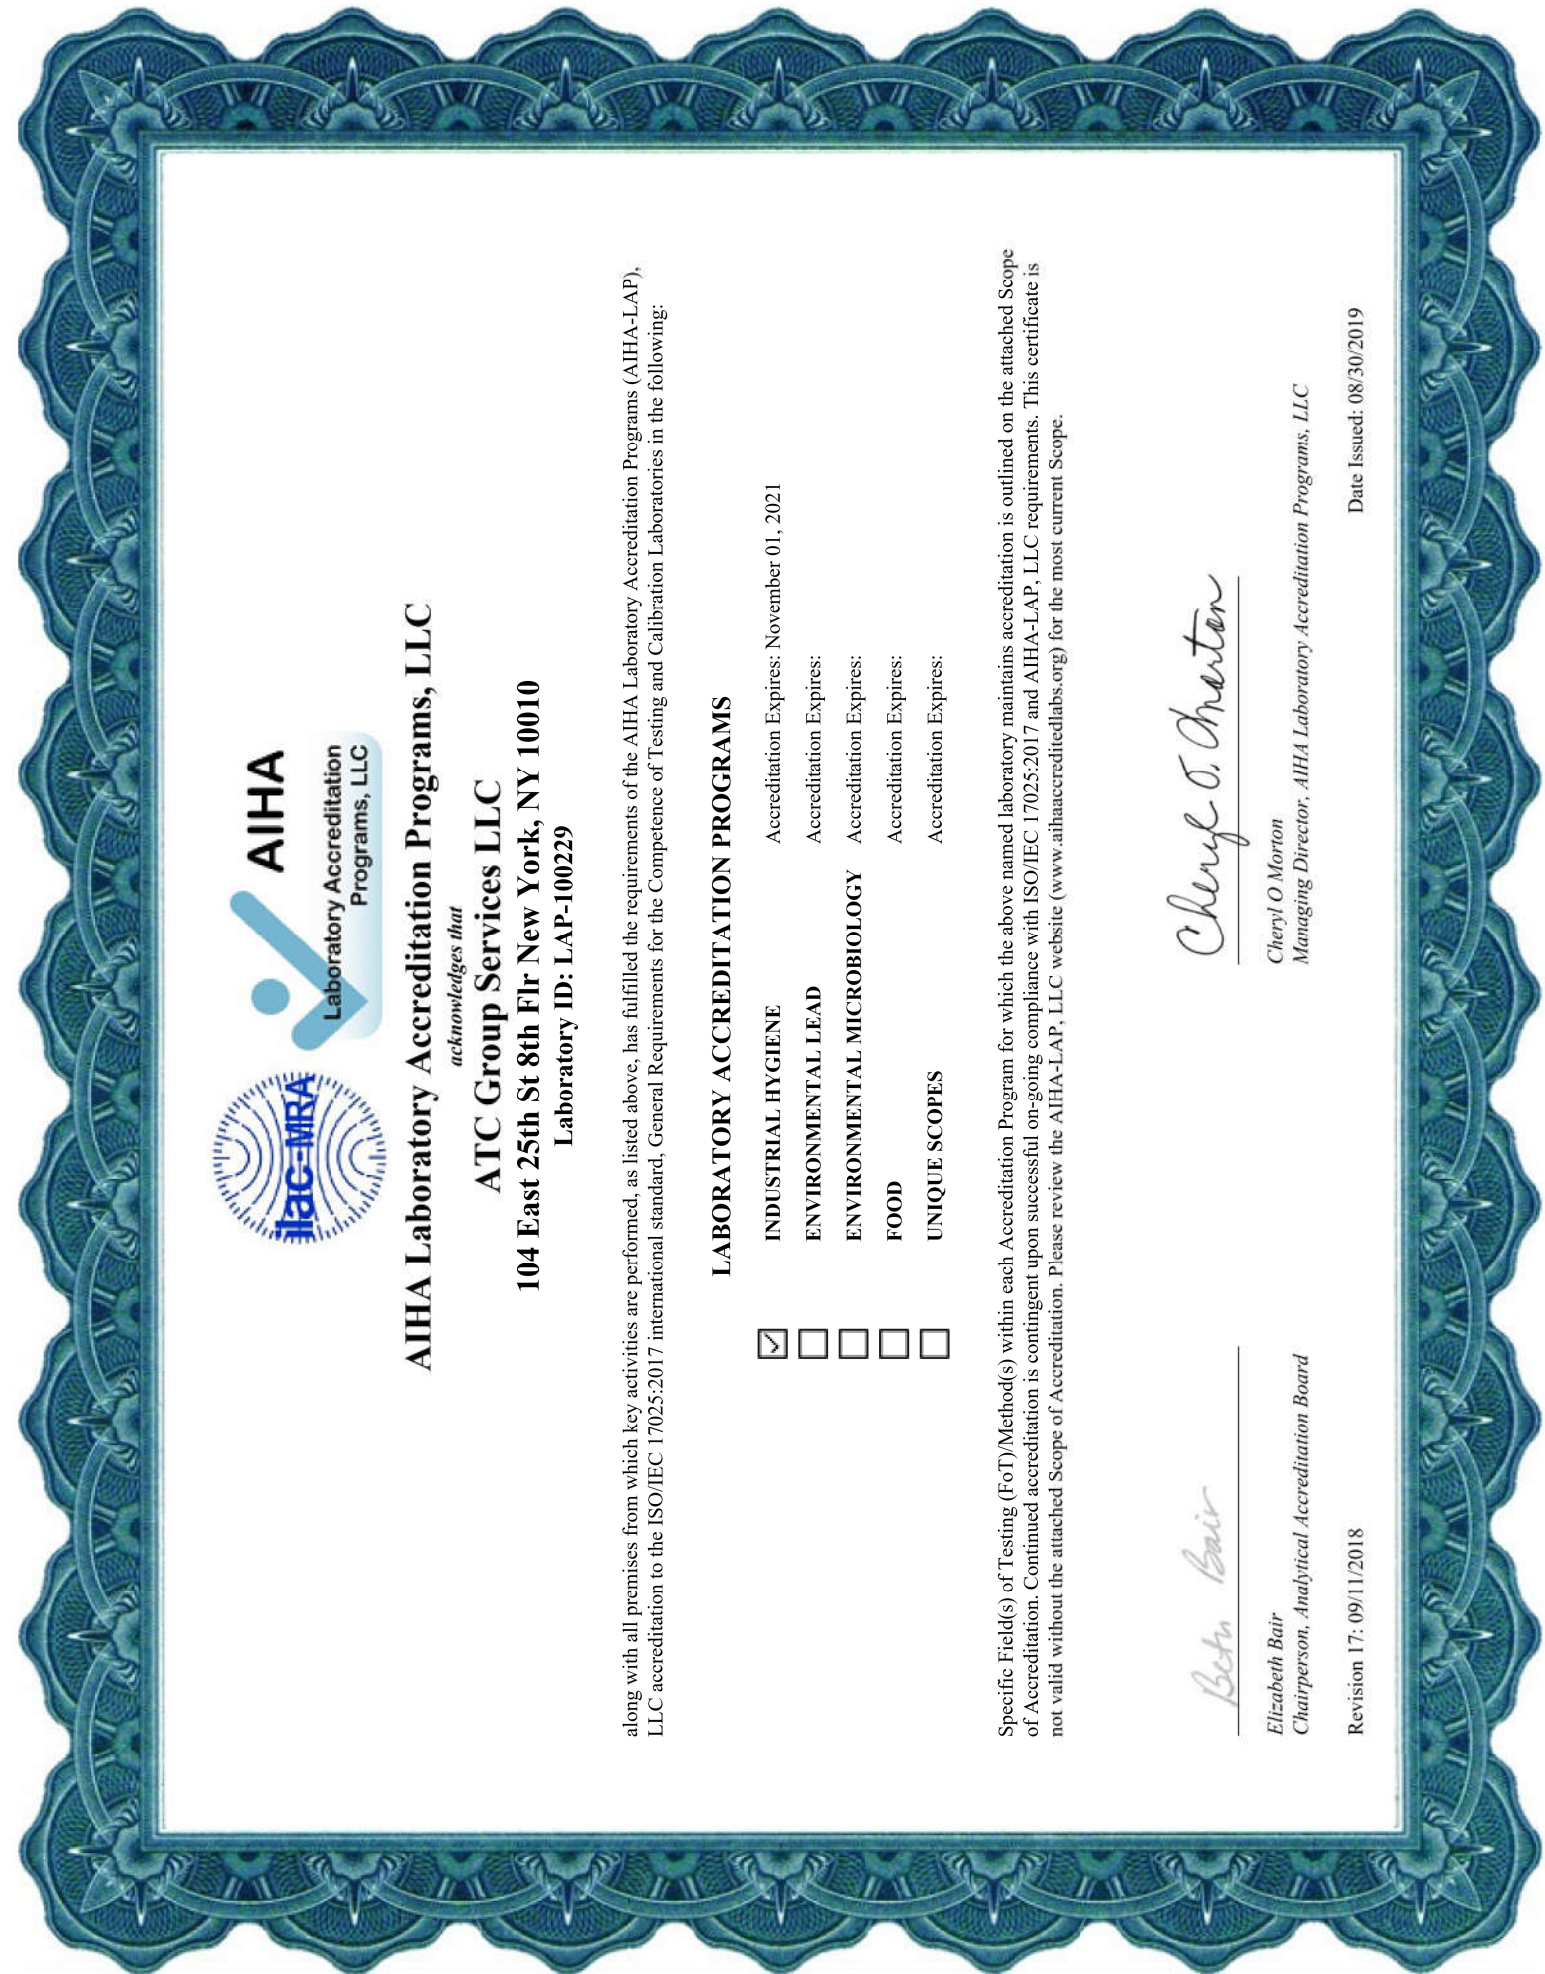 ilac-MRA
AIHA
Laboratory Accreditation
Programs, LLC
AIHA Laboratory Accreditation Programs, LLC
acknowledges that
ATC Group Services LLC
104 East 25th St 8th Flr New York, NY 10010
Laboratory ID: LAP-100229
along with all premises from which key activities are performed, as listed above, has fulfilled the requirements of the AIHA Laboratory Accreditation Programs (AIHA-LAP),
LLC accreditation to the ISO/IEC 17025:2017 international standard, General Requirements for the Competence of Testing and Calibration Laboratories in the following:
LABORATORY ACCREDITATION PROGRAMS
INDUSTRIAL HYGIENE Accreditation Expires: November 01, 2021
ENVIRONMENTAL LEAD Accreditation Expires:
ENVIRONMENTAL MICROBIOLOGY Accreditation Expires:
FOOD Accreditation Expires:
UNIQUE SCOPES Accreditation Expires:
Specific Field(s) of Testing (FoT)/Method(s) within each Accreditation Program for which the above named laboratory maintains accreditation is outlined on the attached Scope
of Accreditation. Continued accreditation is contingent upon successful on-going compliance with ISO/IEC 17025:2017 and AIHA-LAP, LLC requirements. This certificate is
not valid without the attached Scope of Accreditation. Please review the AIHA-LAP, LLC website (www.aihaaccreditedlabs.org) for the most current Scope.
Beth Bair
Cheryl O. Morton
Elizabeth Bair
Chairperson, Analytical Accreditation Board
Cheryl O Morton
Managing Director, AIHA Laboratory Accreditation Programs, LLC
Revision 17: 09/11/2018
Date Issued: 08/30/2019